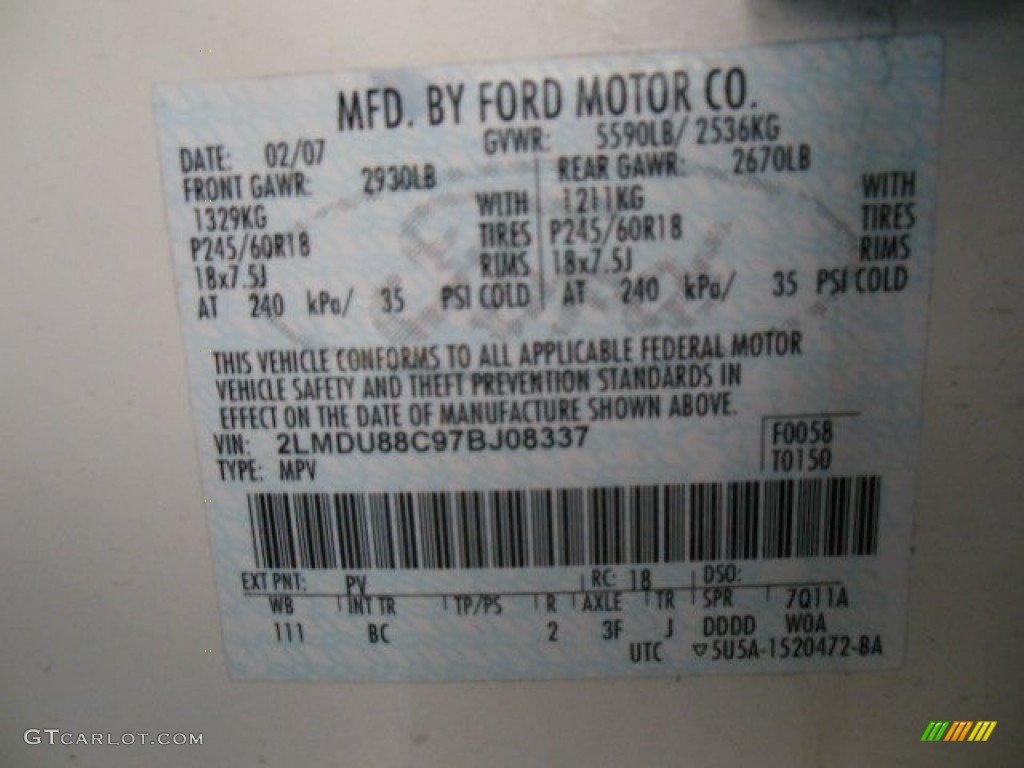 MFD. BY FORD MOTOR CO.
DATE: 02/07 GVWR: 5590LB/ 2536KG
FRONT GAWR: 2930LB REAR GAWR: 2670LB
1329KG WITH 1211KG WITH
P245/60R18 TIRES P245/60R18 TIRES
18x7.5J RIMS 18x7.5J RIMS
AT 240 kPa/ 35 PSI COLD AT 240 kPa/ 35 PSI COLD
THIS VEHICLE CONFORMS TO ALL APPLICABLE FEDERAL MOTOR
VEHICLE SAFETY AND THEFT PREVENTION STANDARDS IN
EFFECT ON THE DATE OF MANUFACTURE SHOWN ABOVE.
VIN: 2LMDU88C97BJ08337 F0058
TYPE: MPV T0150
EXT PNT: PV RC: 18 DSO:
WB INT TR TP/PS R AXLE TR SPR 7Q11A
111 BC 2 3F J DDDD W0A
UTC ▽5U5A-1520472-BA
GTCARLOT.COM